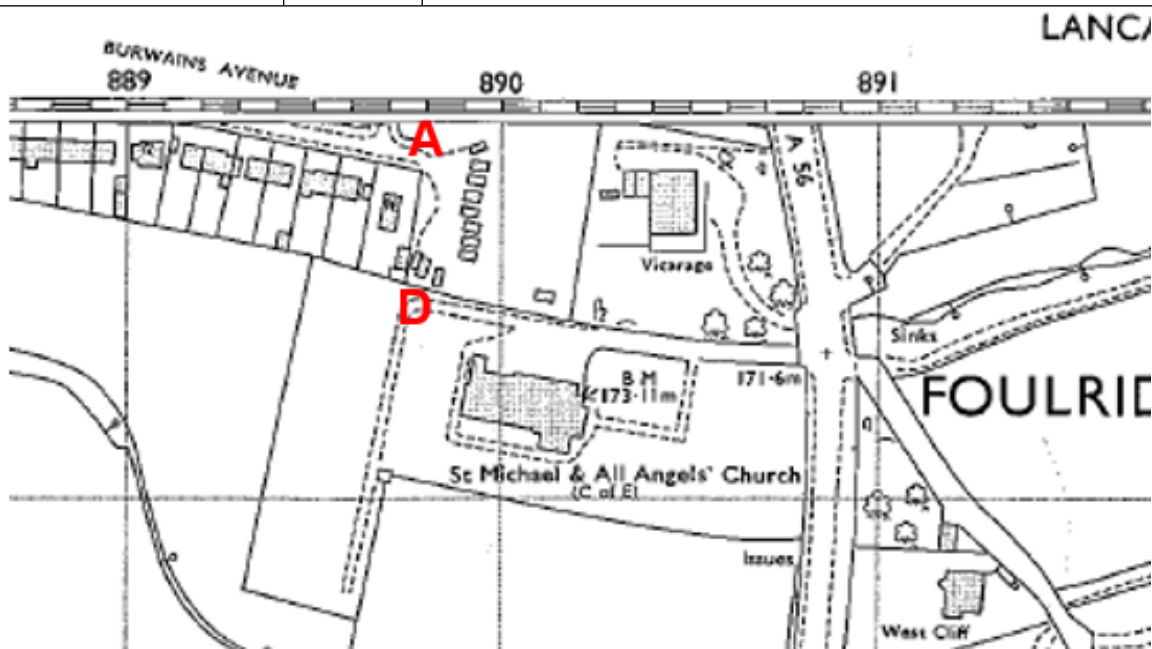 LANCA
BURWAINS AVENUE
889
890
891
A
A 56
Vicarage
D
Sinks
B M
173·11m
171·6m
FOULRID
St Michael & All Angels' Church
(C of E)
Issues
West Cliff